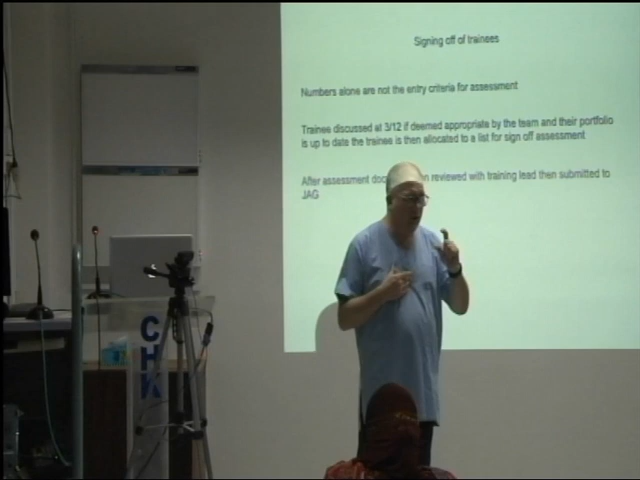 Signing off of trainees
Numbers alone are not the entry criteria for assessment
Trainee discussed at 3/12 if deemed appropriate by the team and their portfolio
is up to date the trainee is then allocated to a list for sign off assessment
After assessment reviewed with training lead then submitted to
JAG
CHK